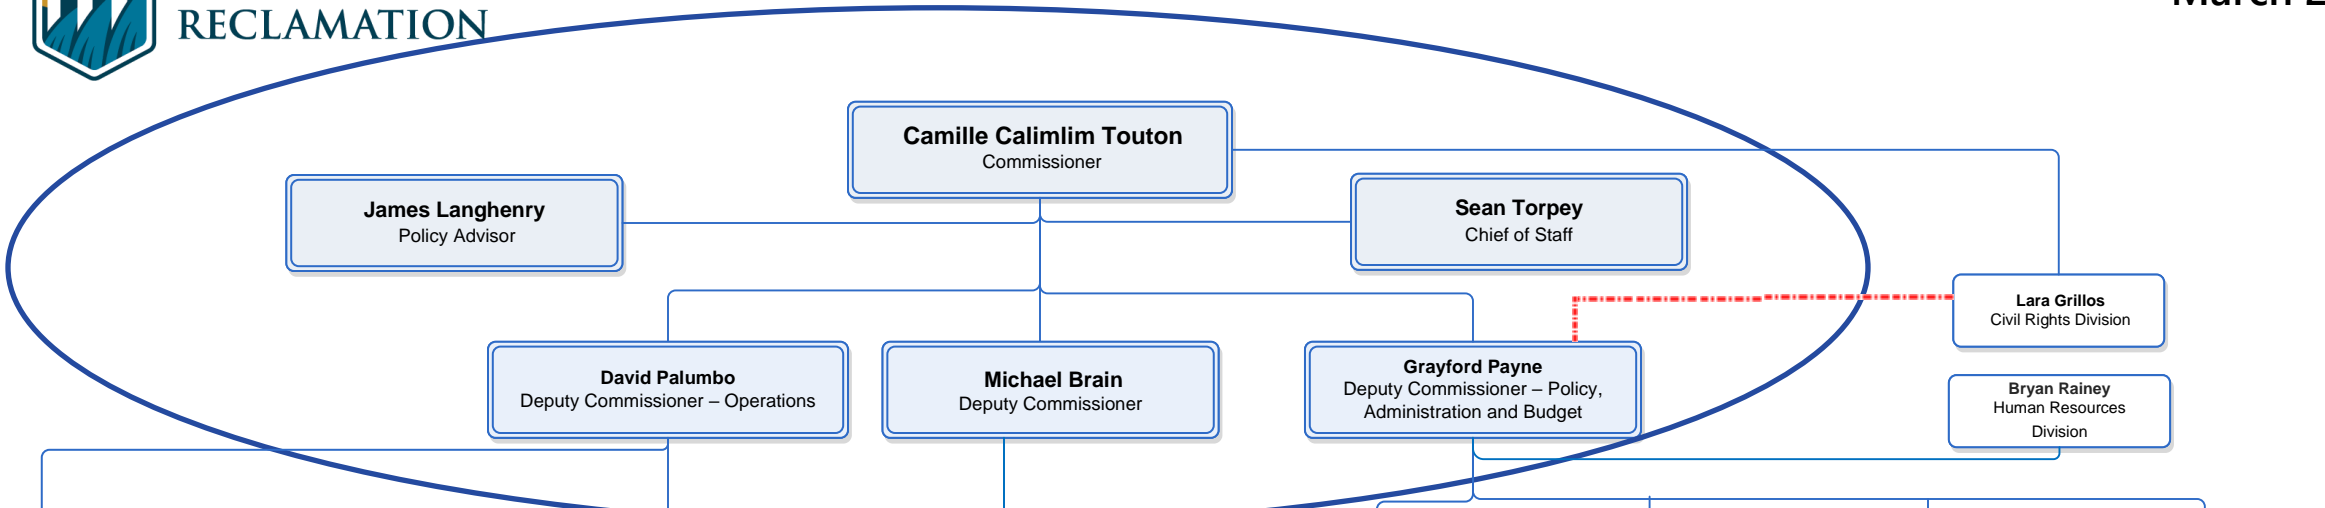 RECLAMATION
Camille Calimlim Touton
Commissioner
James Langhenry
Policy Advisor
Sean Torpey
Chief of Staff
Lara Grillos
Civil Rights Division
David Palumbo
Deputy Commissioner – Operations
Michael Brain
Deputy Commissioner
Grayford Payne
Deputy Commissioner – Policy,
Administration and Budget
Bryan Rainey
Human Resources
Division